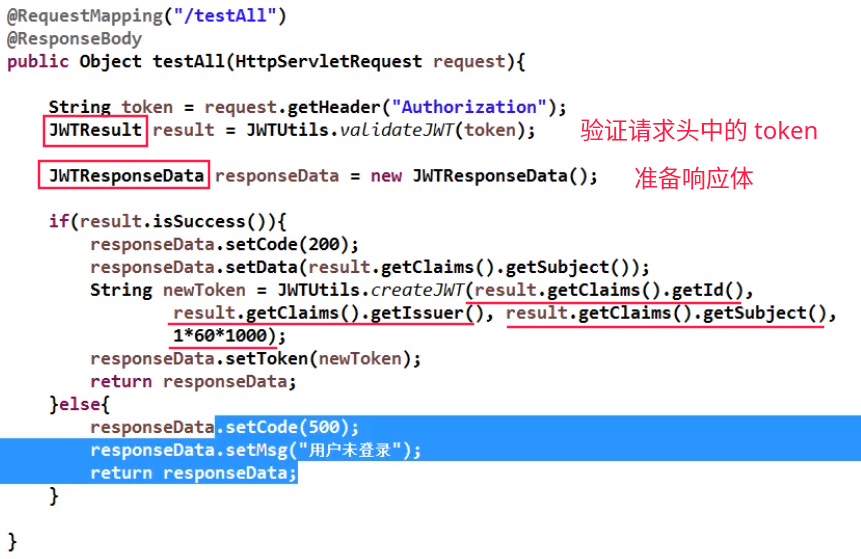 @RequestMapping("/testAll")
@ResponseBody
public Object testAll(HttpServletRequest request){
String token = request.getHeader("Authorization");
JWTResult result = JWTUtils.validateJWT(token); 验证请求头中的 token
JWTResponseData responseData = new JWTResponseData(); 准备响应体
if(result.isSuccess()){
responseData.setCode(200);
responseData.setData(result.getClaims().getSubject());
String newToken = JWTUtils.createJWT(result.getClaims().getId(),
result.getClaims().getIssuer(), result.getClaims().getSubject(),
1*60*1000);
responseData.setToken(newToken);
return responseData;
}else{
responseData.setCode(500);
responseData.setMsg("用户未登录");
return responseData;
}
}